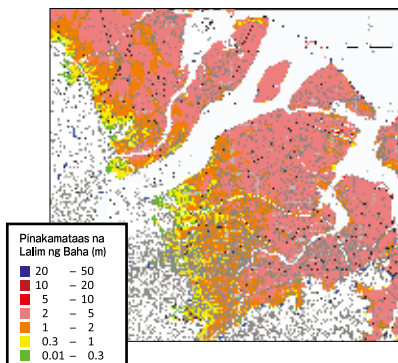 Pinakamataas na
Lalim ng Baha (m)
20 – 50
10 – 20
5 – 10
2 – 5
1 – 2
0.3 – 1
0.01 – 0.3